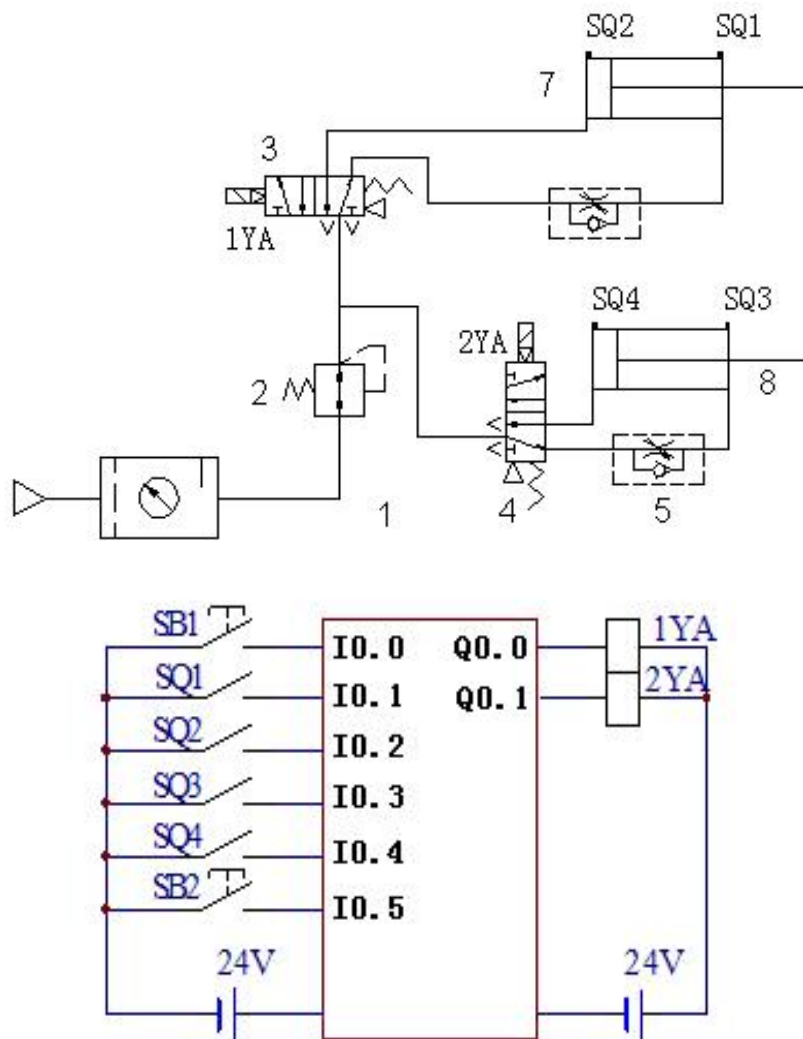 SQ2 SQ1
7
3
1YA
SQ4 SQ3
2YA
2
8
1 4 5
SB1 I0.0 Q0.0 1YA
SQ1 I0.1 Q0.1 2YA
SQ2 I0.2
SQ3 I0.3
SQ4 I0.4
SB2 I0.5
24V 24V